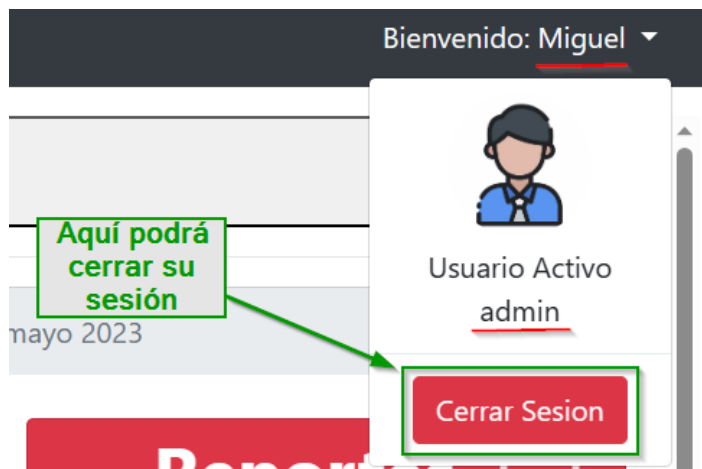 Bienvenido: Miguel
Aquí podrá
cerrar su
sesión
mayo 2023
Usuario Activo
admin
Cerrar Sesion